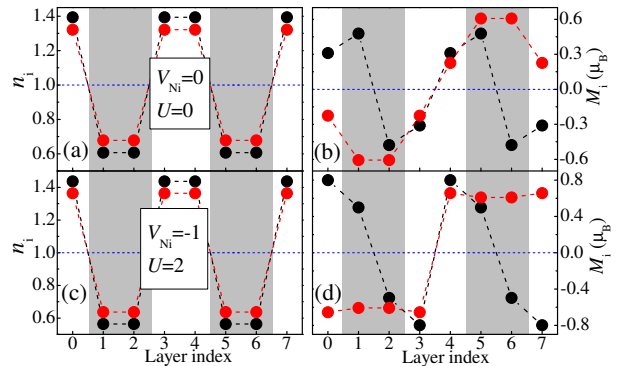 1.4
1.2
1.0
0.8
0.6
n_i
V_Ni=0
U=0
(a)
0.6
0.3
0.0
-0.3
-0.6
M_i (μ_B)
(b)
1.4
1.2
1.0
0.8
0.6
n_i
V_Ni=-1
U=2
(c)
0 1 2 3 4 5 6 7
Layer index
0.8
0.4
0.0
-0.4
-0.8
M_i (μ_B)
(d)
0 1 2 3 4 5 6 7
Layer index